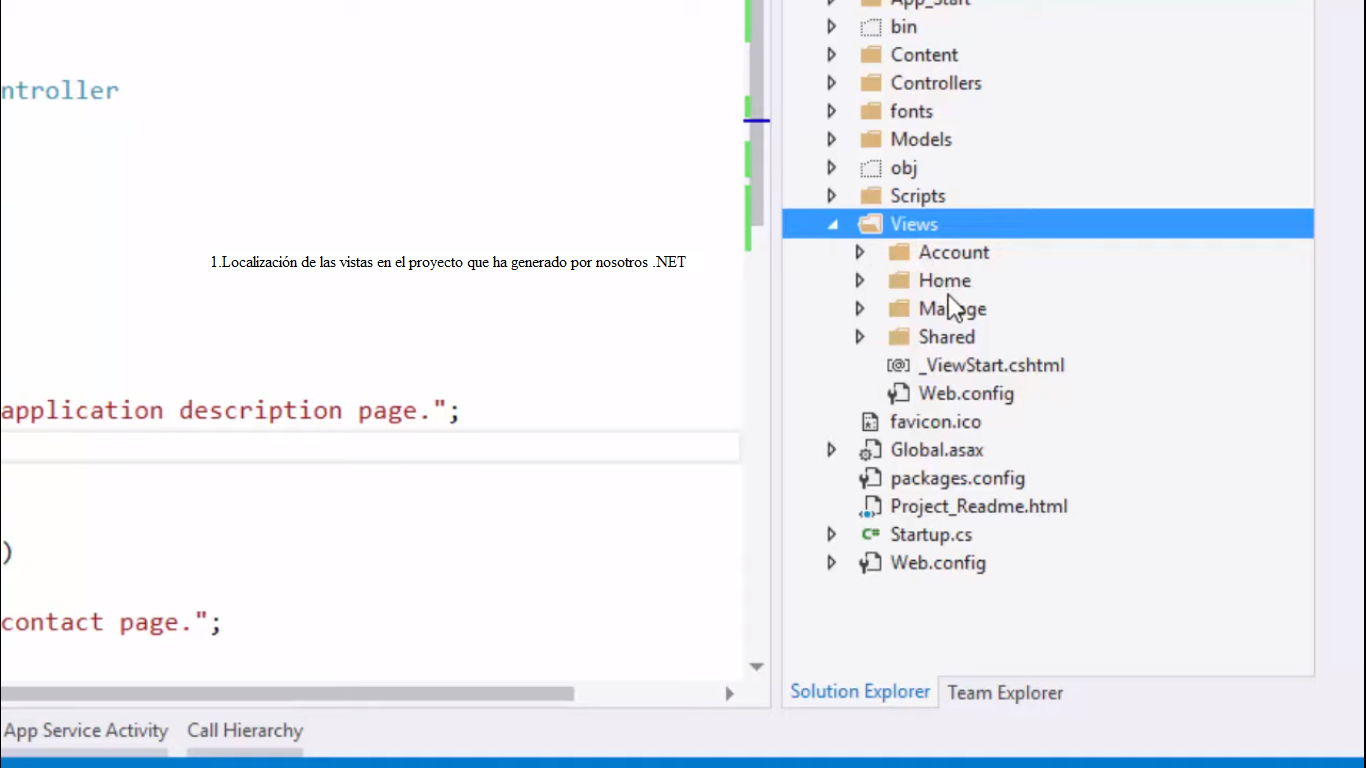 App_Start
bin
Content
ntroller
Controllers
fonts
Models
obj
Scripts
Views
Account
1.Localización de las vistas en el proyecto que ha generado por nosotros .NET
Home
Manage
Shared
_ViewStart.cshtml
Web.config
application description page.";
favicon.ico
Global.asax
packages.config
Project_Readme.html
Startup.cs
)
Web.config
contact page.";
Solution Explorer Team Explorer
App Service Activity Call Hierarchy